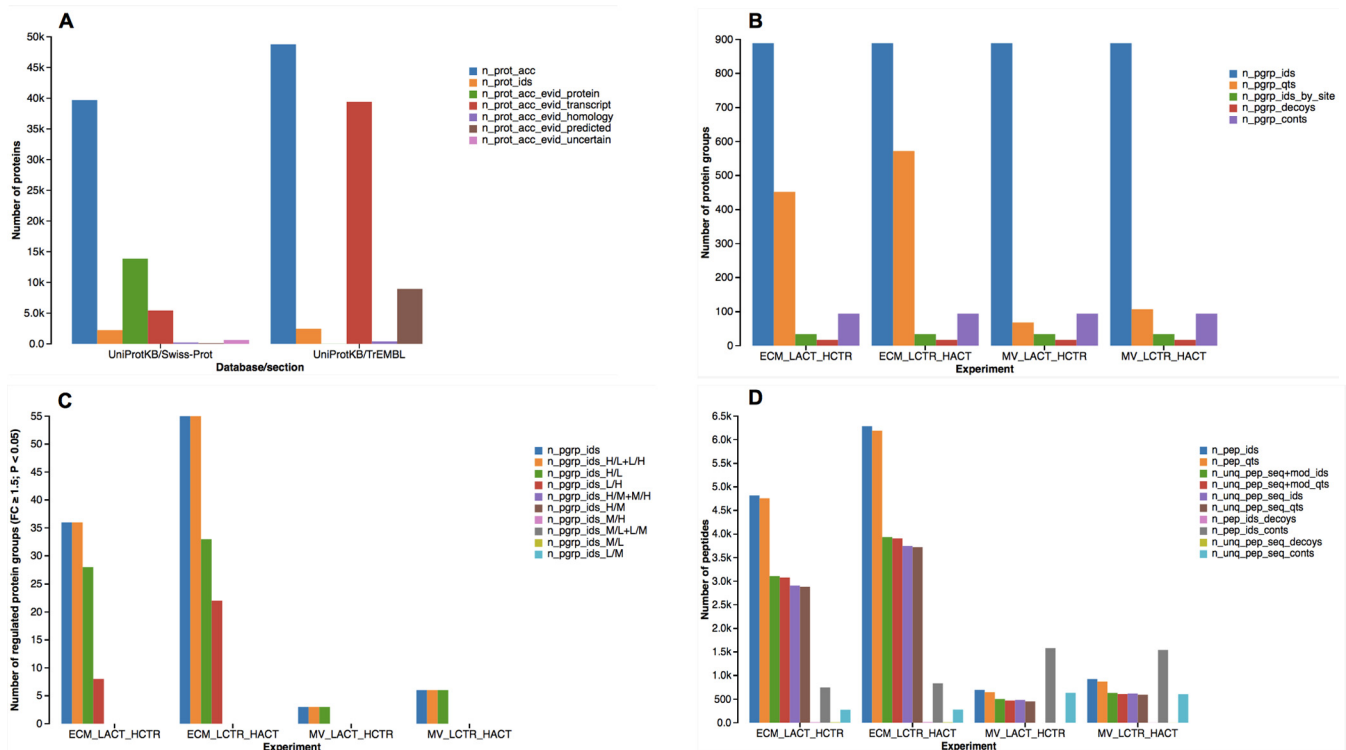 A
Number of proteins
50k
45k
40k
35k
30k
25k
20k
15k
10k
5.0k
0.0
UniProtKB/Swiss-Prot
UniProtKB/TrEMBL
Database/section
n_prot_acc
n_prot_ids
n_prot_acc_evid_protein
n_prot_acc_evid_transcript
n_prot_acc_evid_homology
n_prot_acc_evid_predicted
n_prot_acc_evid_uncertain
B
Number of protein groups
900
800
700
600
500
400
300
200
100
0
ECM_LACT_HCTR
ECM_LCTR_HACT
MV_LACT_HCTR
MV_LCTR_HACT
Experiment
n_pgrp_ids
n_pgrp_qts
n_pgrp_ids_by_site
n_pgrp_decoys
n_pgrp_conts
C
Number of regulated protein groups (FC ≥ 1.5; P < 0.05)
55
50
45
40
35
30
25
20
15
10
5
0
ECM_LACT_HCTR
ECM_LCTR_HACT
MV_LACT_HCTR
MV_LCTR_HACT
Experiment
n_pgrp_ids
n_pgrp_ids_H/L+L/H
n_pgrp_ids_H/L
n_pgrp_ids_L/H
n_pgrp_ids_H/M+M/H
n_pgrp_ids_H/M
n_pgrp_ids_M/H
n_pgrp_ids_M/L+L/M
n_pgrp_ids_M/L
n_pgrp_ids_L/M
D
Number of peptides
6.5k
6.0k
5.5k
5.0k
4.5k
4.0k
3.5k
3.0k
2.5k
2.0k
1.5k
1.0k
500
0.0
ECM_LACT_HCTR
ECM_LCTR_HACT
MV_LACT_HCTR
MV_LCTR_HACT
Experiment
n_pep_ids
n_pep_qts
n_unq_pep_seq+mod_ids
n_unq_pep_seq+mod_qts
n_unq_pep_seq_ids
n_unq_pep_seq_qts
n_pep_ids_decoys
n_pep_ids_conts
n_unq_pep_seq_decoys
n_unq_pep_seq_conts